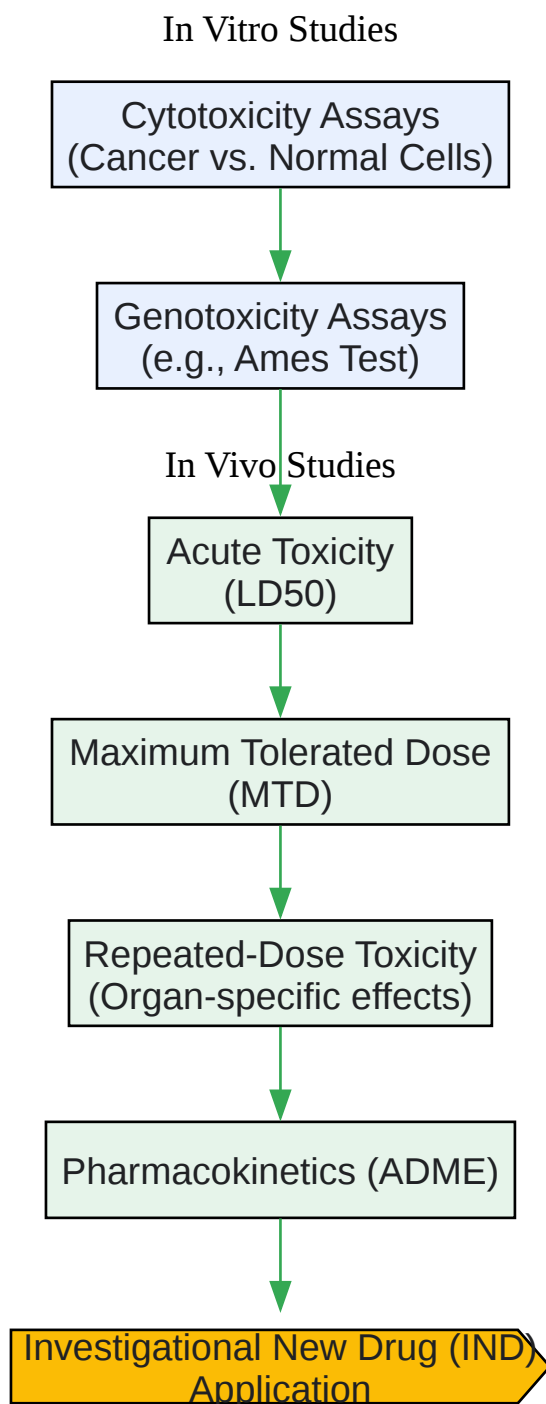 In Vitro Studies
Cytotoxicity Assays
(Cancer vs. Normal Cells)
Genotoxicity Assays
(e.g., Ames Test)
In Vivo Studies
Acute Toxicity
(LD50)
Maximum Tolerated Dose
(MTD)
Repeated-Dose Toxicity
(Organ-specific effects)
Pharmacokinetics (ADME)
Investigational New Drug (IND)
Application